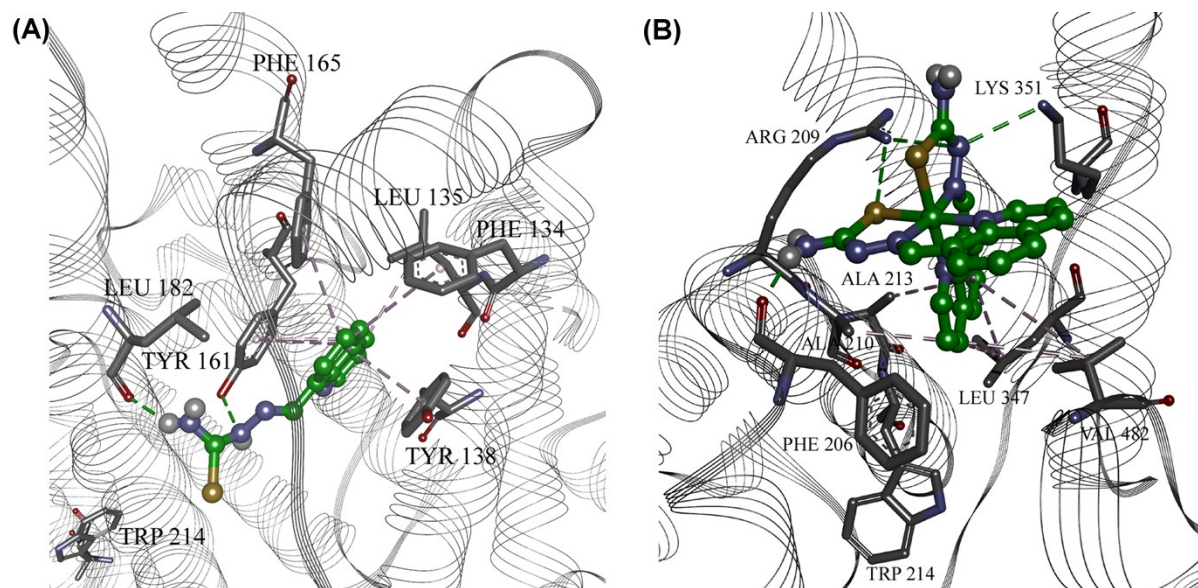 (A)
PHE 165
LEU 135
PHE 134
LEU 182
TYR 161
TYR 138
TRP 214
(B)
LYS 351
ARG 209
ALA 213
ALA 210
LEU 347
PHE 206
VAL 482
TRP 214